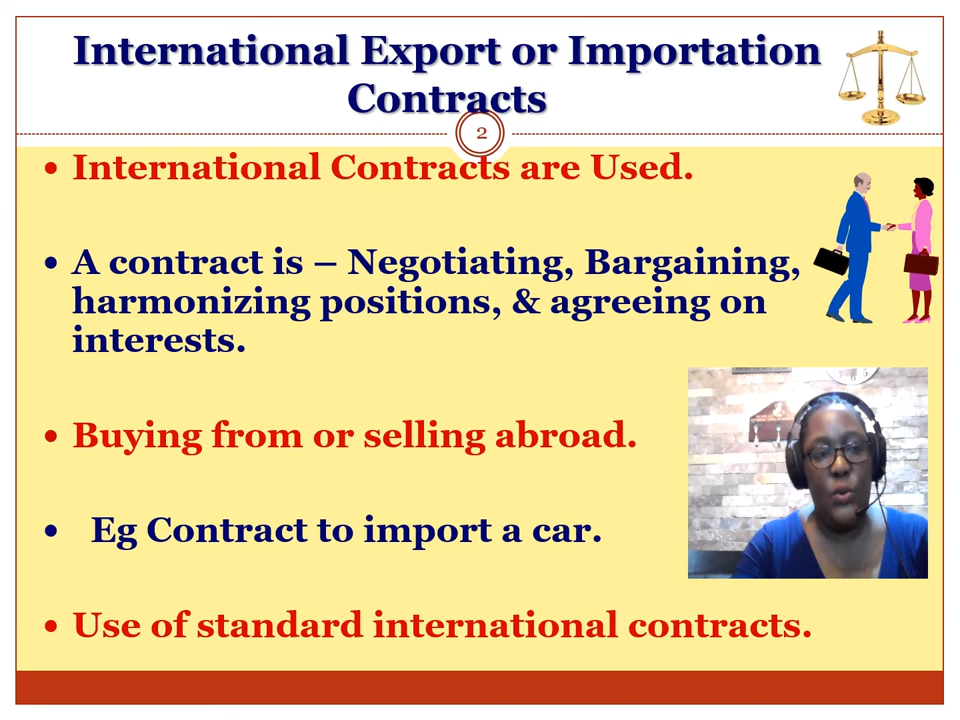 International Export or Importation
Contracts
2
• International Contracts are Used.
• A contract is – Negotiating, Bargaining,
harmonizing positions, & agreeing on
interests.
• Buying from or selling abroad.
• Eg Contract to import a car.
• Use of standard international contracts.